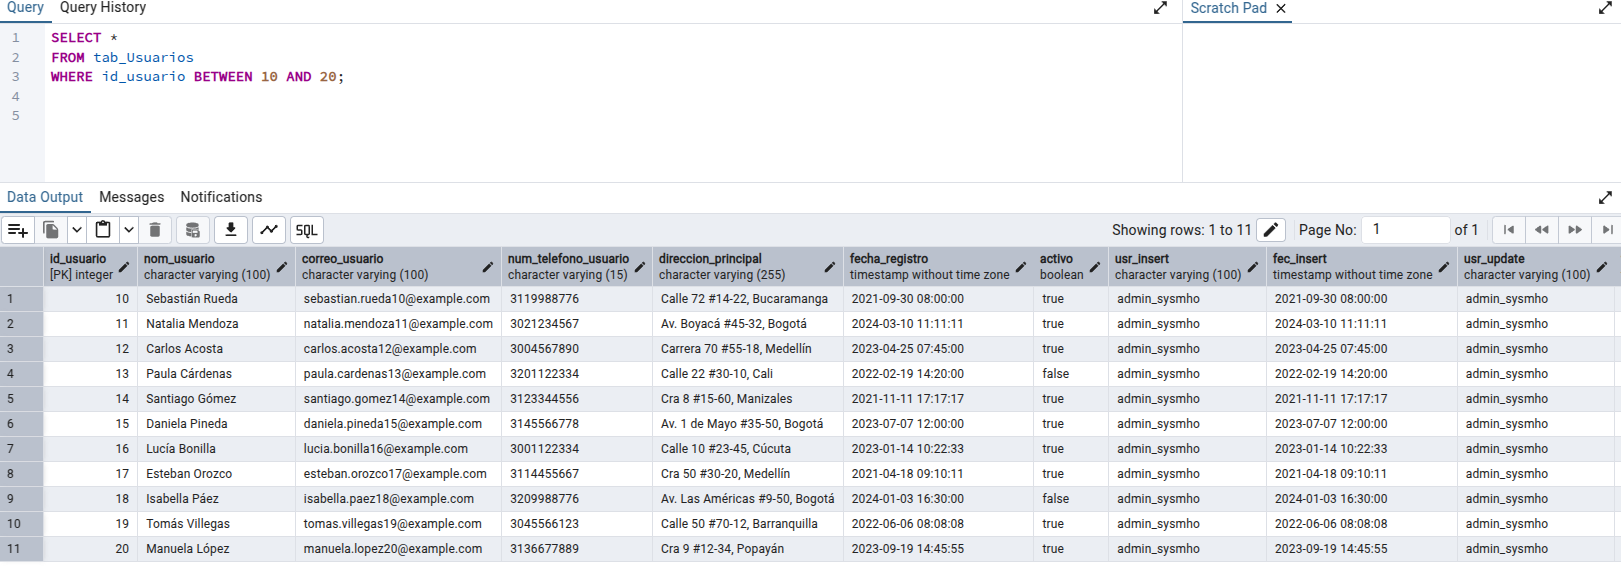 Query Query History Scratch Pad
1 SELECT *
2 FROM tab_Usuarios
3 WHERE id_usuario BETWEEN 10 AND 20;
4
5
Data Output Messages Notifications
SQL Showing rows: 1 to 11 Page No: 1 of 1
id_usuario nom_usuario correo_usuario num_telefono_usuario direccion_principal fecha_registro activo usr_insert fec_insert usr_update
[PK] integer character varying (100) character varying (100) character varying (15) character varying (255) timestamp without time zone boolean character varying (100) timestamp without time zone character varying (100)
1 10 Sebastián Rueda sebastian.rueda10@example.com 3119988776 Calle 72 #14-22, Bucaramanga 2021-09-30 08:00:00 true admin_sysmho 2021-09-30 08:00:00 admin_sysmho
2 11 Natalia Mendoza natalia.mendoza11@example.com 3021234567 Av. Boyacá #45-32, Bogotá 2024-03-10 11:11:11 true admin_sysmho 2024-03-10 11:11:11 admin_sysmho
3 12 Carlos Acosta carlos.acosta12@example.com 3004567890 Carrera 70 #55-18, Medellín 2023-04-25 07:45:00 true admin_sysmho 2023-04-25 07:45:00 admin_sysmho
4 13 Paula Cárdenas paula.cardenas13@example.com 3201122334 Calle 22 #30-10, Cali 2022-02-19 14:20:00 false admin_sysmho 2022-02-19 14:20:00 admin_sysmho
5 14 Santiago Gómez santiago.gomez14@example.com 3123344556 Cra 8 #15-60, Manizales 2021-11-11 17:17:17 true admin_sysmho 2021-11-11 17:17:17 admin_sysmho
6 15 Daniela Pineda daniela.pineda15@example.com 3145566778 Av. 1 de Mayo #35-50, Bogotá 2023-07-07 12:00:00 true admin_sysmho 2023-07-07 12:00:00 admin_sysmho
7 16 Lucía Bonilla lucia.bonilla16@example.com 3001122334 Calle 10 #23-45, Cúcuta 2023-01-14 10:22:33 true admin_sysmho 2023-01-14 10:22:33 admin_sysmho
8 17 Esteban Orozco esteban.orozco17@example.com 3114455667 Cra 50 #30-20, Medellín 2021-04-18 09:10:11 true admin_sysmho 2021-04-18 09:10:11 admin_sysmho
9 18 Isabella Páez isabella.paez18@example.com 3209988776 Av. Las Américas #9-50, Bogotá 2024-01-03 16:30:00 false admin_sysmho 2024-01-03 16:30:00 admin_sysmho
10 19 Tomás Villegas tomas.villegas19@example.com 3045566123 Calle 50 #70-12, Barranquilla 2022-06-06 08:08:08 true admin_sysmho 2022-06-06 08:08:08 admin_sysmho
11 20 Manuela López manuela.lopez20@example.com 3136677889 Cra 9 #12-34, Popayán 2023-09-19 14:45:55 true admin_sysmho 2023-09-19 14:45:55 admin_sysmho